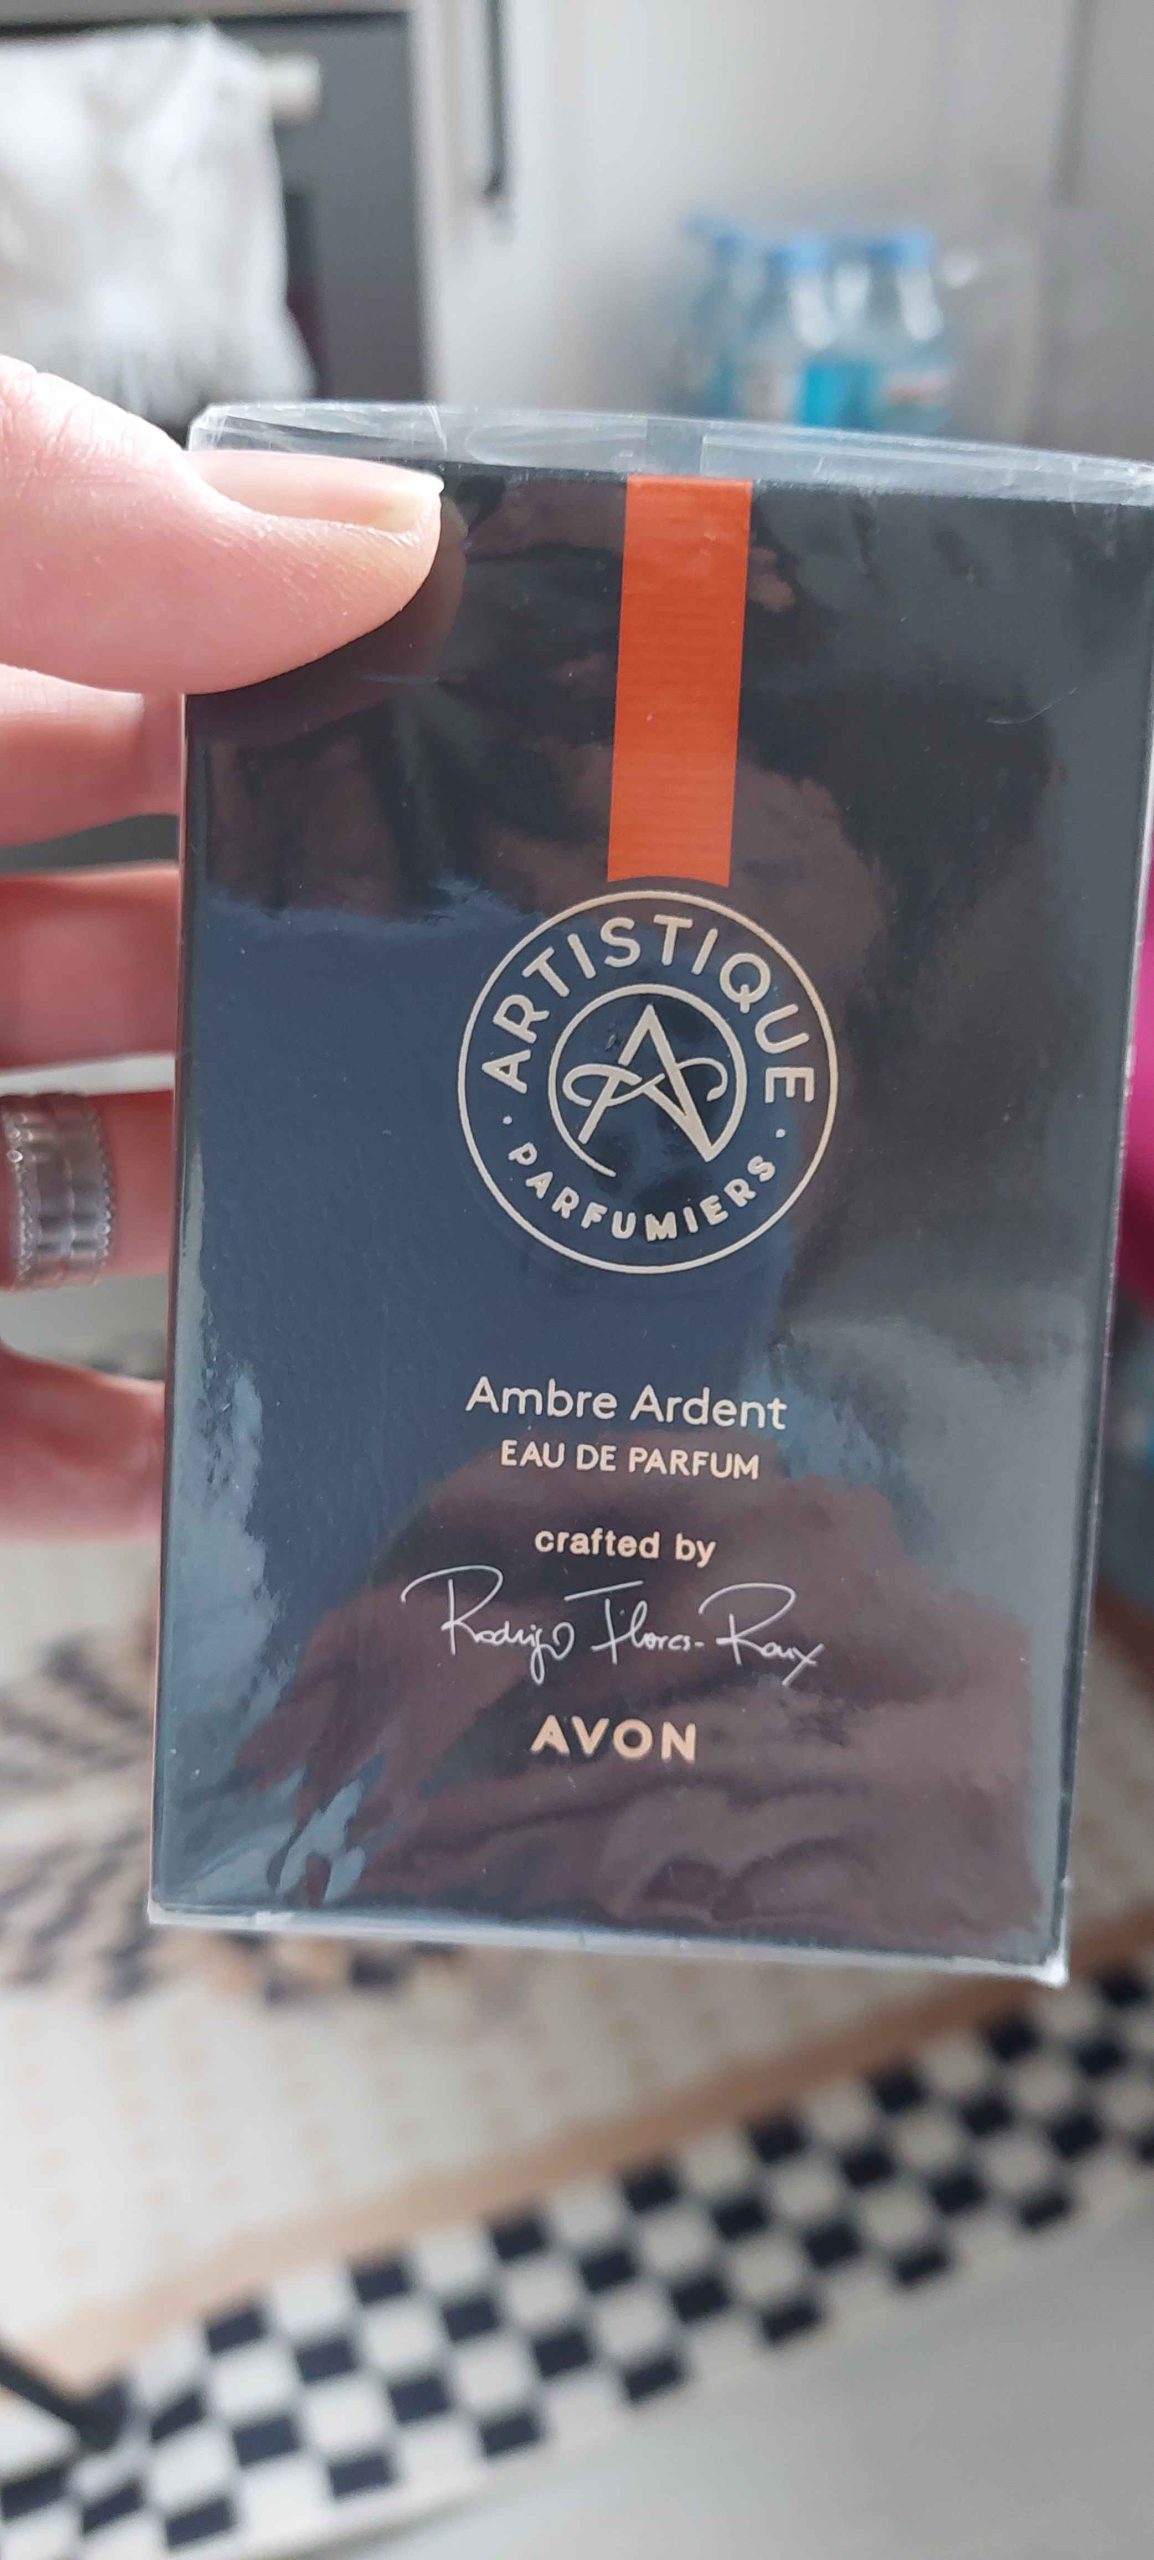 ARTISTIQUE
PARFUMIERS
Ambre Ardent
EAU DE PARFUM
crafted by
Rodrigo Flores-Roux
AVON